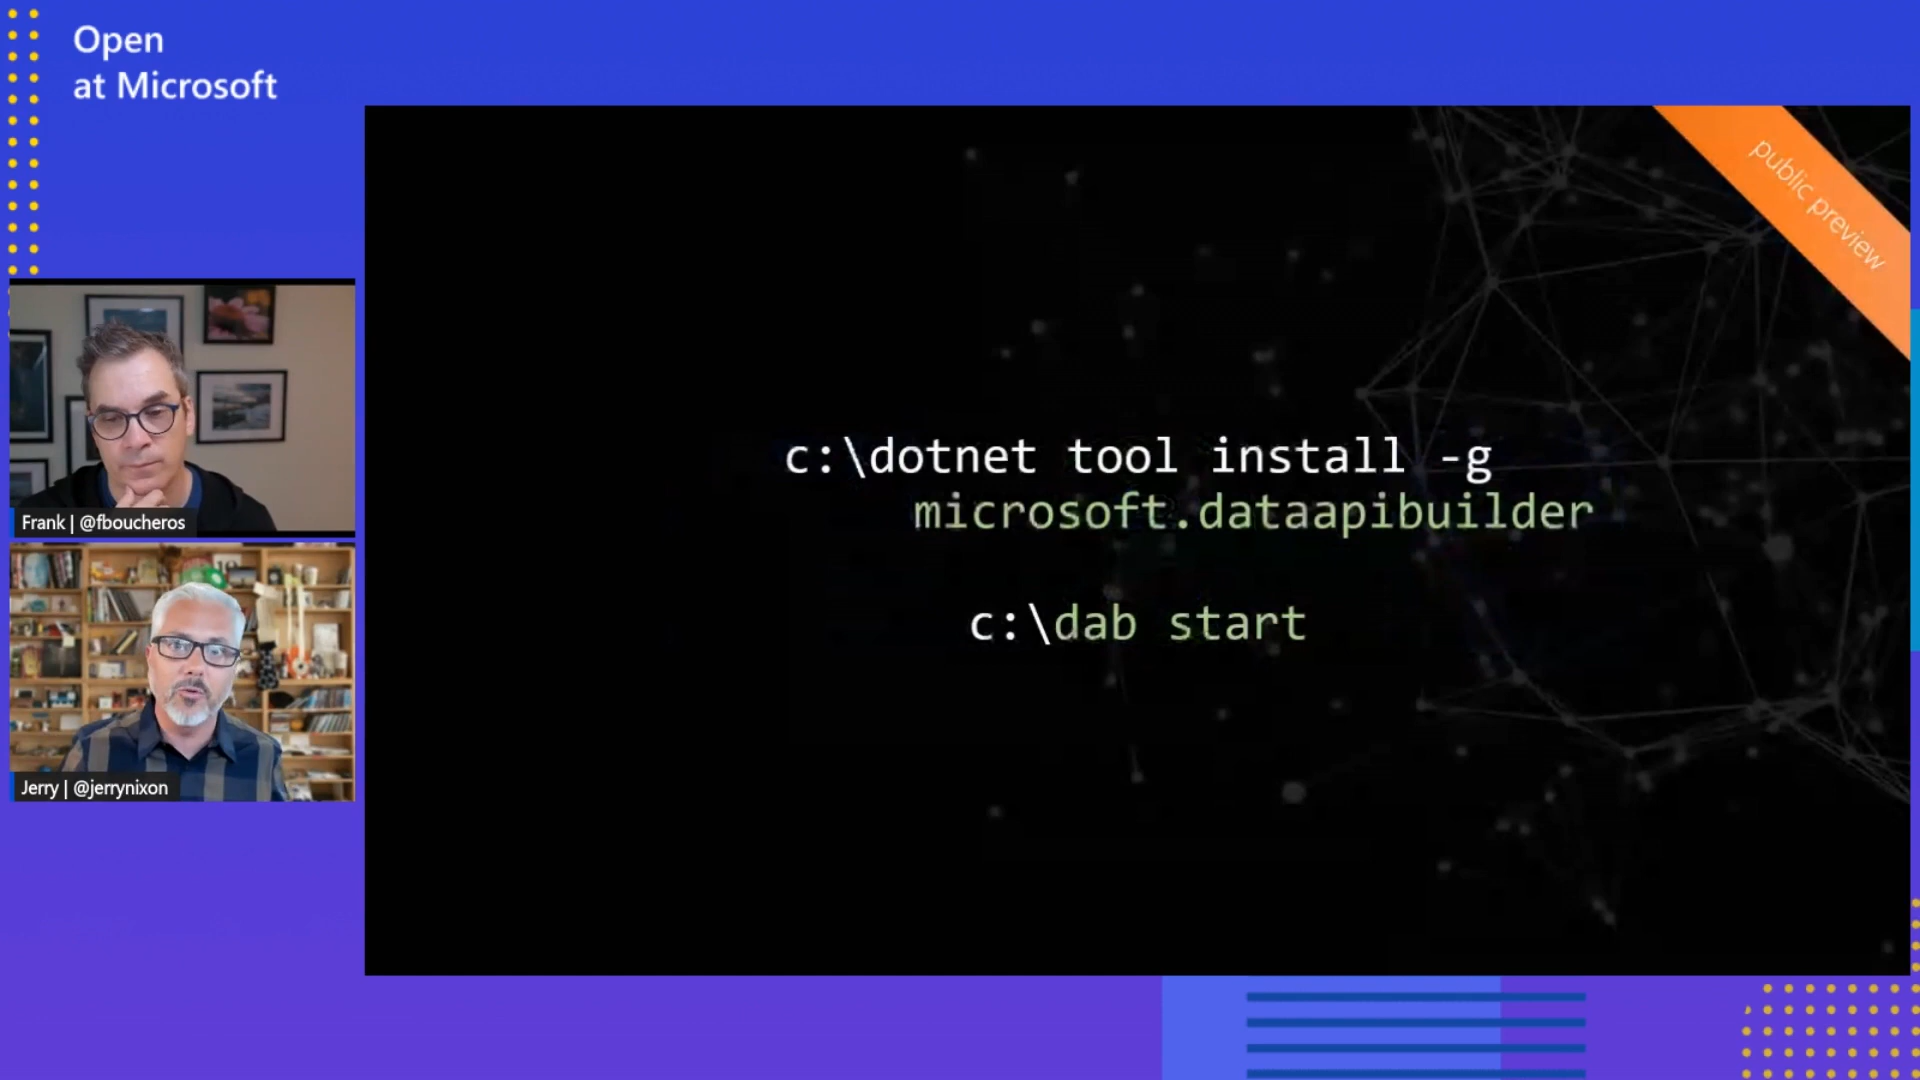 Open
at Microsoft
public preview
c:\dotnet tool install -g
microsoft.dataapibuilder
c:\dab start
Frank | @fboucheros
Jerry | @jerrynixon